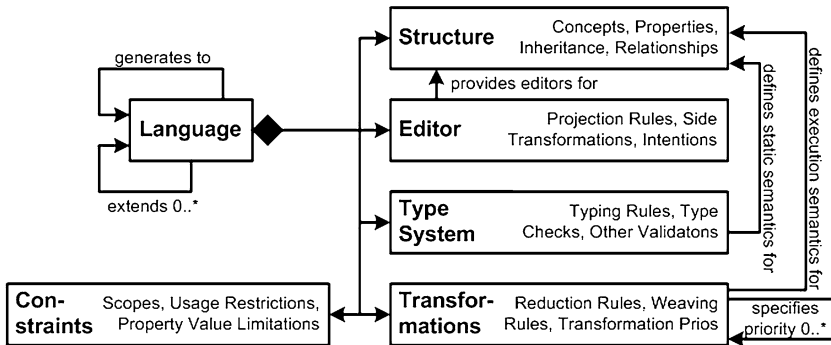 generates to
Language
extends 0..*
Structure
Concepts, Properties,
Inheritance, Relationships
provides editors for
Editor
Projection Rules, Side
Transformations, Intentions
Type
System
Typing Rules, Type
Checks, Other Validatons
Con-
straints
Scopes, Usage Restrictions,
Property Value Limitations
Transfor-
mations
Reduction Rules, Weaving
Rules, Transformation Prios
defines static semantics for
defines execution semantics for
specifies
priority 0..*